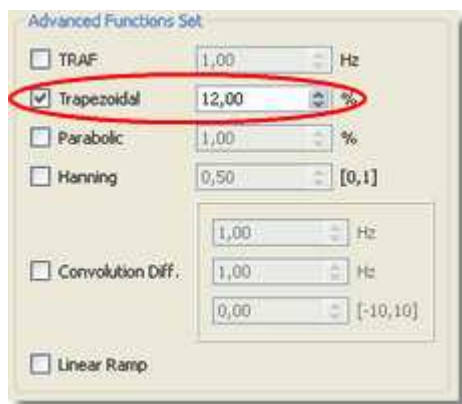 Advanced Functions Set
TRAF 1,00 Hz
Trapezoidal 12,00 %
Parabolic 1,00 %
Hanning 0,50 [0,1]
1,00 Hz
Convolution Diff. 1,00 Hz
0,00 [-10,10]
Linear Ramp